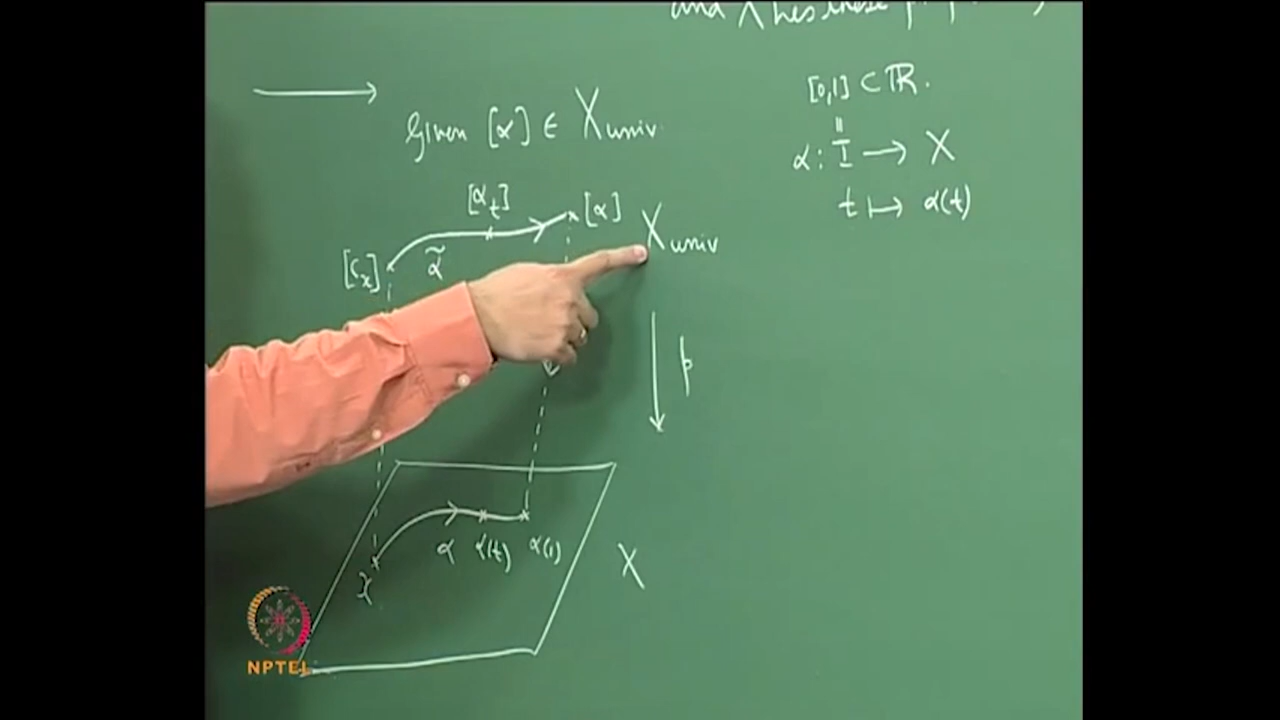 and X has these
[0,1] ⊂ ℝ.
Given [α] ∈ X univ.
॥
α : I → X
t ↦ α(t)
[α_t]
[α]
X univ
[c_x]
α̃
p
α
α(t)
α(1)
x
X
NPTEL